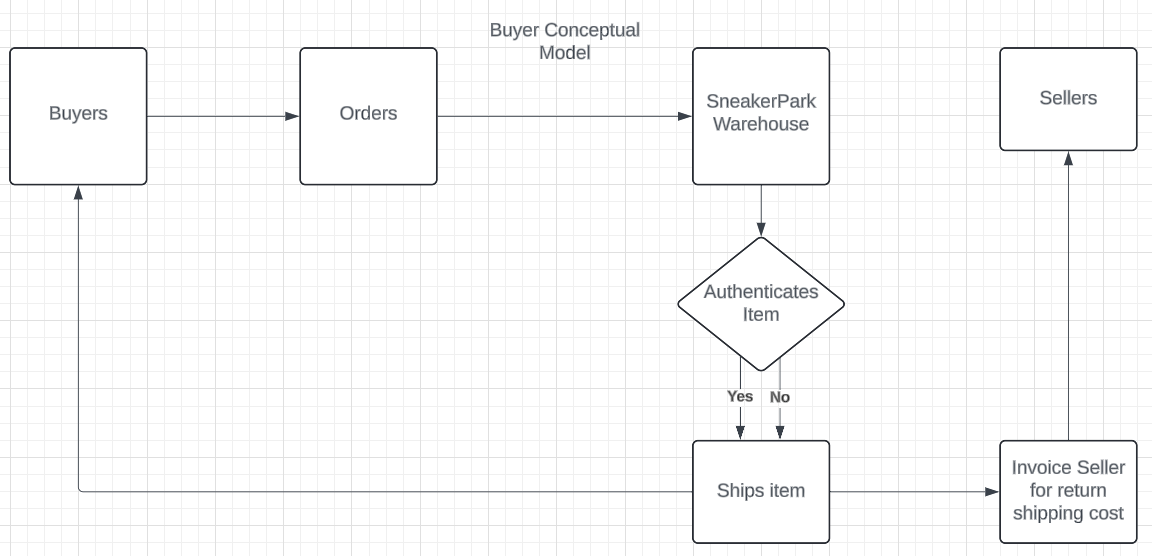 Buyer Conceptual
Model
Buyers
Orders
SneakerPark
Warehouse
Sellers
Authenticates
Item
Yes
No
Ships item
Invoice Seller
for return
shipping cost